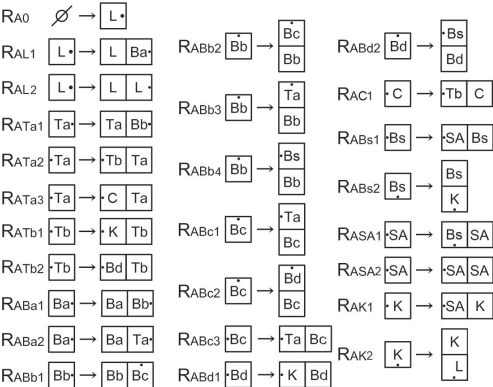 RA0 ∅ → L
RAL1 L → L Ba
RAL2 L → L L
RATa1 Ta → Ta Bb
RATa2 Ta → Tb Ta
RATa3 Ta → C Ta
RATb1 Tb → K Tb
RATb2 Tb → Bd Tb
RABa1 Ba → Ba Bb
RABa2 Ba → Ba Ta
RABb1 Bb → Bb Bc
RABb2 Bb → Bc
Bb
RABb3 Bb → Ta
Bb
RABb4 Bb → Bs
Bb
RABc1 Bc → Ta
Bc
RABc2 Bc → Bd
Bc
RABc3 Bc → Ta Bc
RABd1 Bd → K Bd
RABd2 Bd → Bs
Bd
RAC1 C → Tb C
RABs1 Bs → SA Bs
RABs2 Bs → Bs
K
RASA1 SA → Bs SA
RASA2 SA → SA SA
RAK1 K → SA K
RAK2 K → K
L